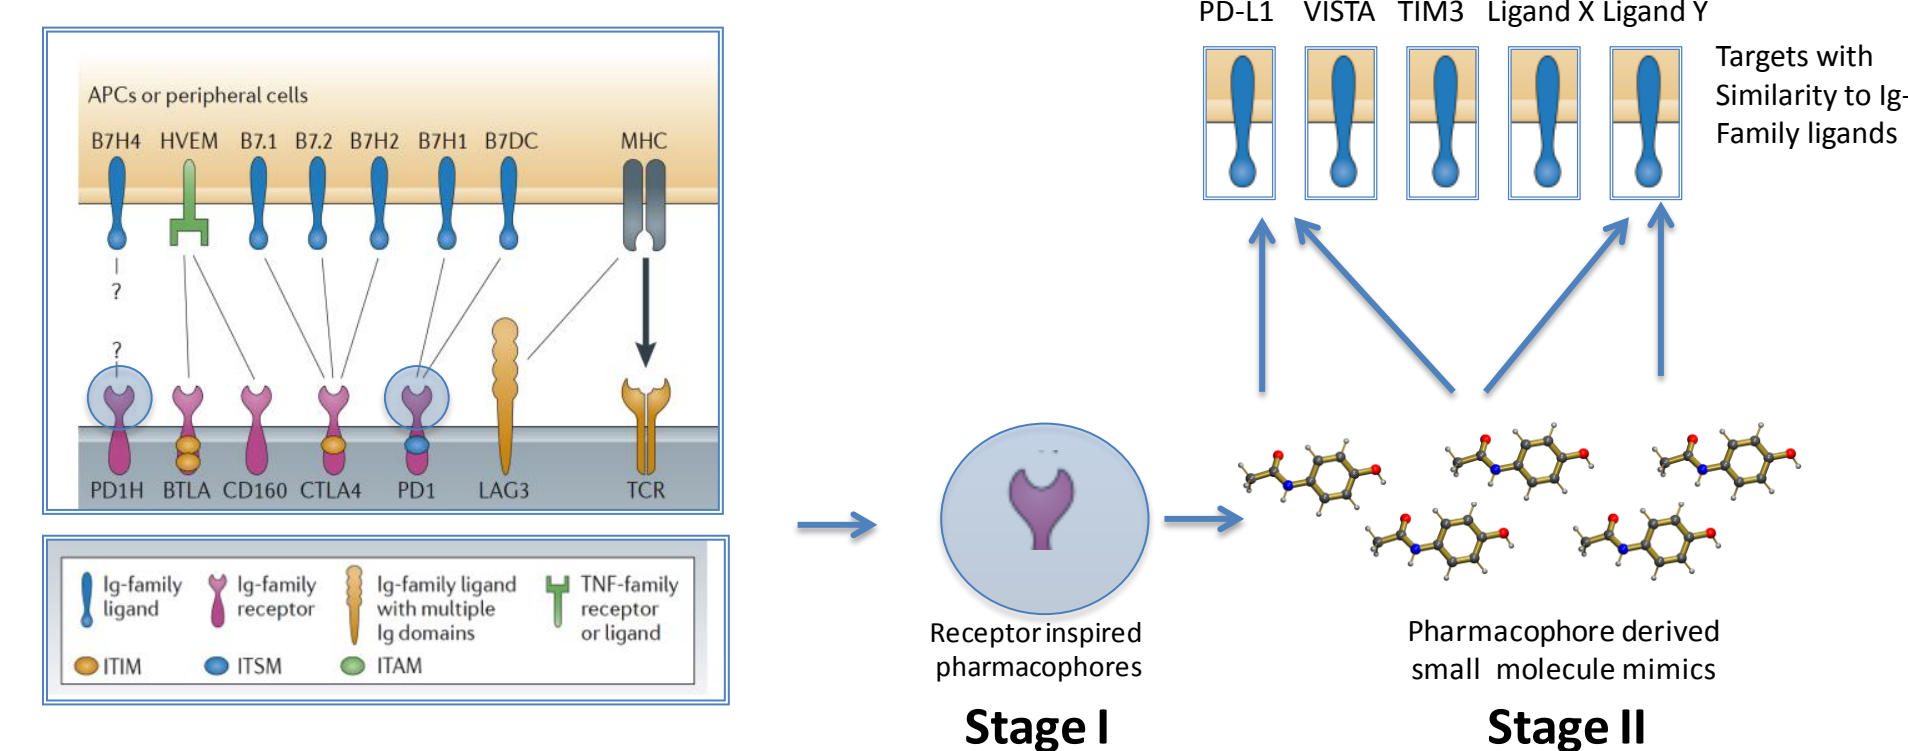 APCs or peripheral cells
B7H4 HVEM B7.1 B7.2 B7H2 B7H1 B7DC MHC
?
?
PD1H BTLA CD160 CTLA4 PD1 LAG3 TCR
Ig-family
ligand
Ig-family
receptor
Ig-family ligand
with multiple
Ig domains
TNF-family
receptor
or ligand
ITIM ITSM ITAM
Receptor inspired
pharmacophores
Stage I
PD-L1 VISTA TIM3 Ligand X Ligand Y
Targets with
Similarity to Ig-
Family ligands
Pharmacophore derived
small molecule mimics
Stage II